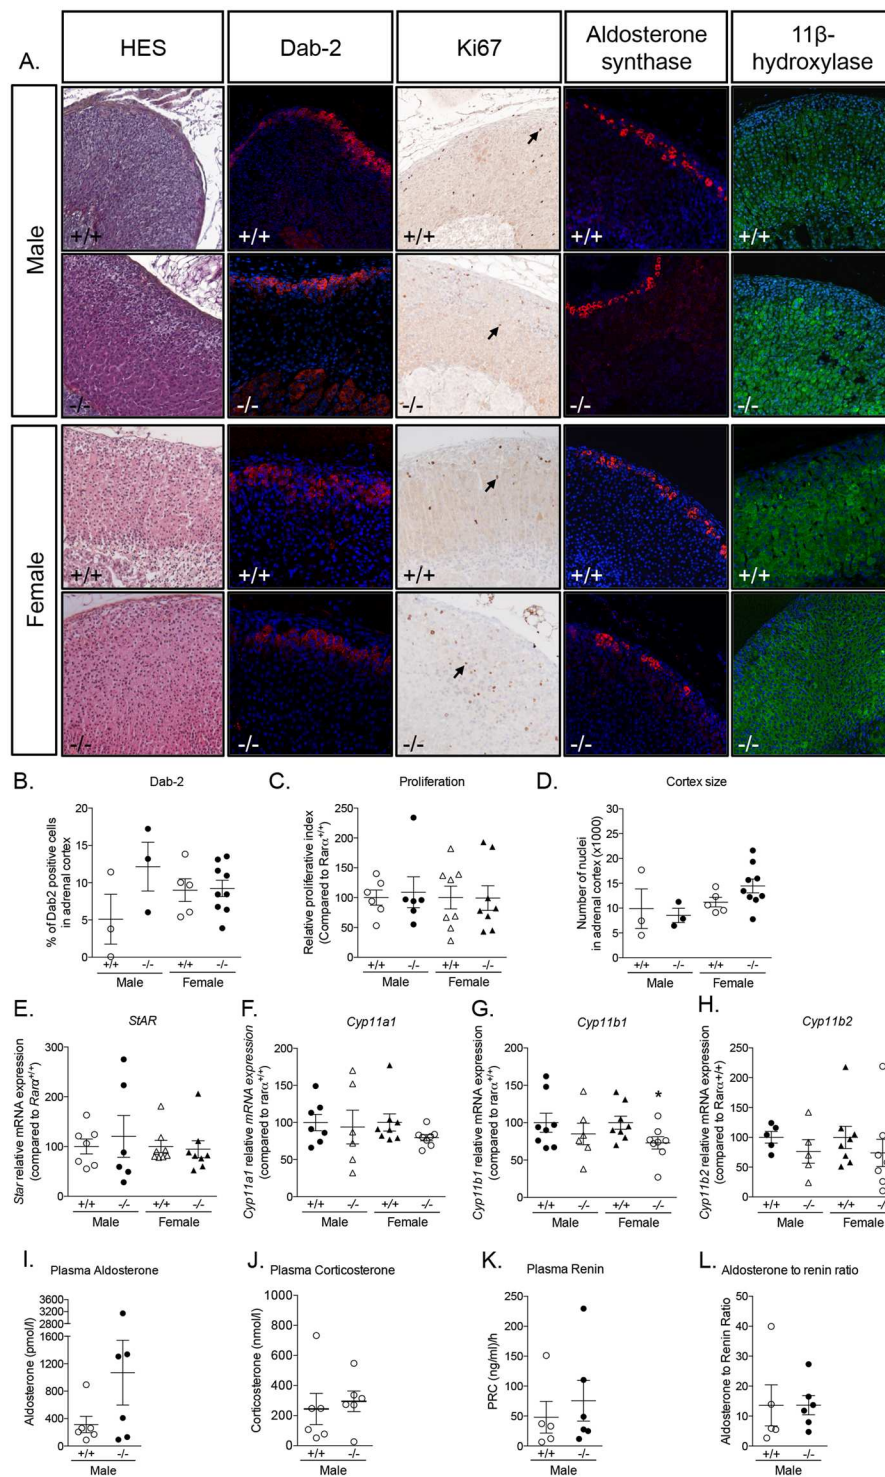 A.
HES
Dab-2
Ki67
Aldosterone
synthase
11β-
hydroxylase
Male
+/+
+/+
+/+
+/+
+/+
-/-
-/-
-/-
-/-
-/-
Female
+/+
+/+
+/+
+/+
+/+
-/-
-/-
-/-
-/-
-/-
B.
Dab-2
% of Dab2 positive cells
in adrenal cortex
20
15
10
5
0
+/+
-/-
+/+
-/-
Male
Female
C.
Proliferation
Relative proliferative index
(Compared to Rarα+/+)
250
200
150
100
50
0
+/+
-/-
+/+
-/-
Male
Female
D.
Cortex size
Number of nuclei
in adrenal cortex (x1000)
30
25
20
15
10
5
0
+/+
-/-
+/+
-/-
Male
Female
E.
StAR
Star relative mRNA expression
(compared to Rarα+/+)
300
200
100
0
+/+
-/-
+/+
-/-
Male
Female
F.
Cyp11a1
Cyp11a1 relative mRNA expression
(compared to rarα+/+)
250
200
150
100
50
0
+/+
-/-
+/+
-/-
Male
Female
G.
Cyp11b1
Cyp11b1 relative mRNA expression
(compared to rarα+/+)
250
200
150
100
50
0
*
+/+
-/-
+/+
-/-
Male
Female
H.
Cyp11b2
Cyp11b2 relative mRNA expression
(compared to Rarα+/+)
250
200
150
100
50
0
+/+
-/-
+/+
-/-
Male
Female
I.
Plasma Aldosterone
Aldosterone (pmol/l)
3600
3200
2800
1600
1200
800
400
0
+/+
-/-
Male
J.
Plasma Corticosterone
Corticosterone (nmol/l)
1000
800
600
400
200
0
+/+
-/-
Male
K.
Plasma Renin
PRC (ng/ml)/h
250
200
150
100
50
0
+/+
-/-
Male
L.
Aldosterone to renin ratio
Aldosterone to Renin Ratio
50
40
30
20
10
0
+/+
-/-
Male